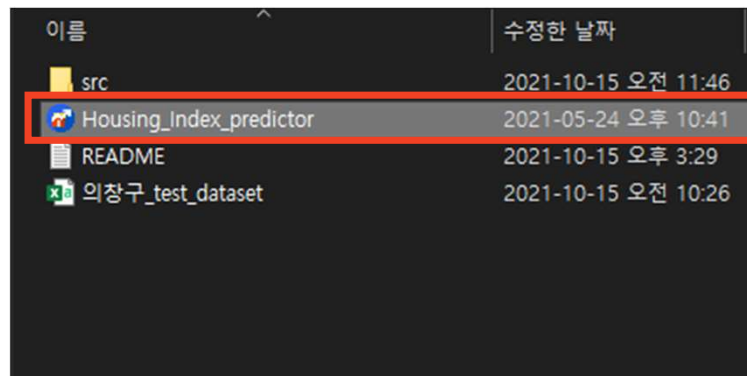 이름 수정한 날짜
src 2021-10-15 오전 11:46
Housing_Index_predictor 2021-05-24 오후 10:41
README 2021-10-15 오후 3:29
의창구_test_dataset 2021-10-15 오전 10:26